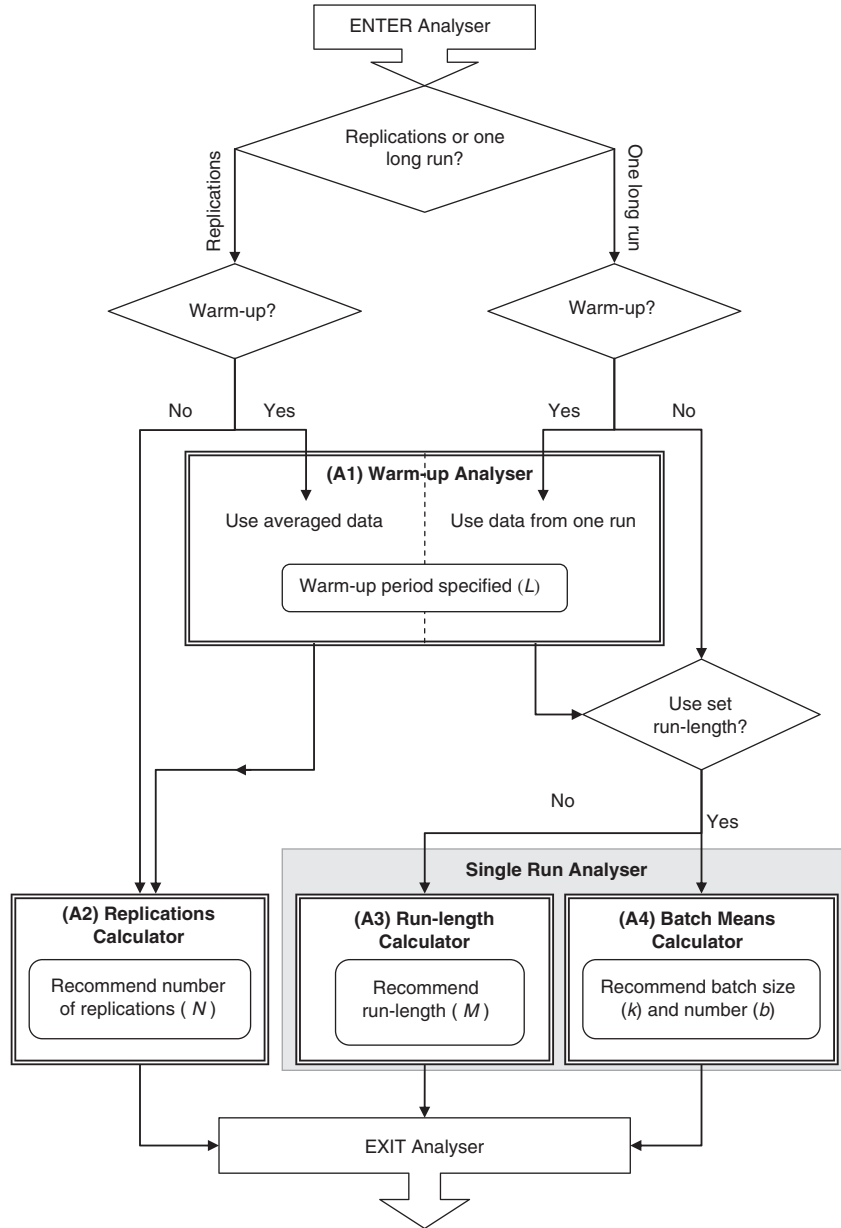 ENTER Analyser
Replications or one
long run?
Replications
One long run
Warm-up?
Warm-up?
No
Yes
Yes
No
(A1) Warm-up Analyser
Use averaged data
Use data from one run
Warm-up period specified (L)
Use set
run-length?
No
Yes
Single Run Analyser
(A2) Replications
Calculator
Recommend number
of replications ( N )
(A3) Run-length
Calculator
Recommend
run-length ( M )
(A4) Batch Means
Calculator
Recommend batch size
(k) and number (b)
EXIT Analyser